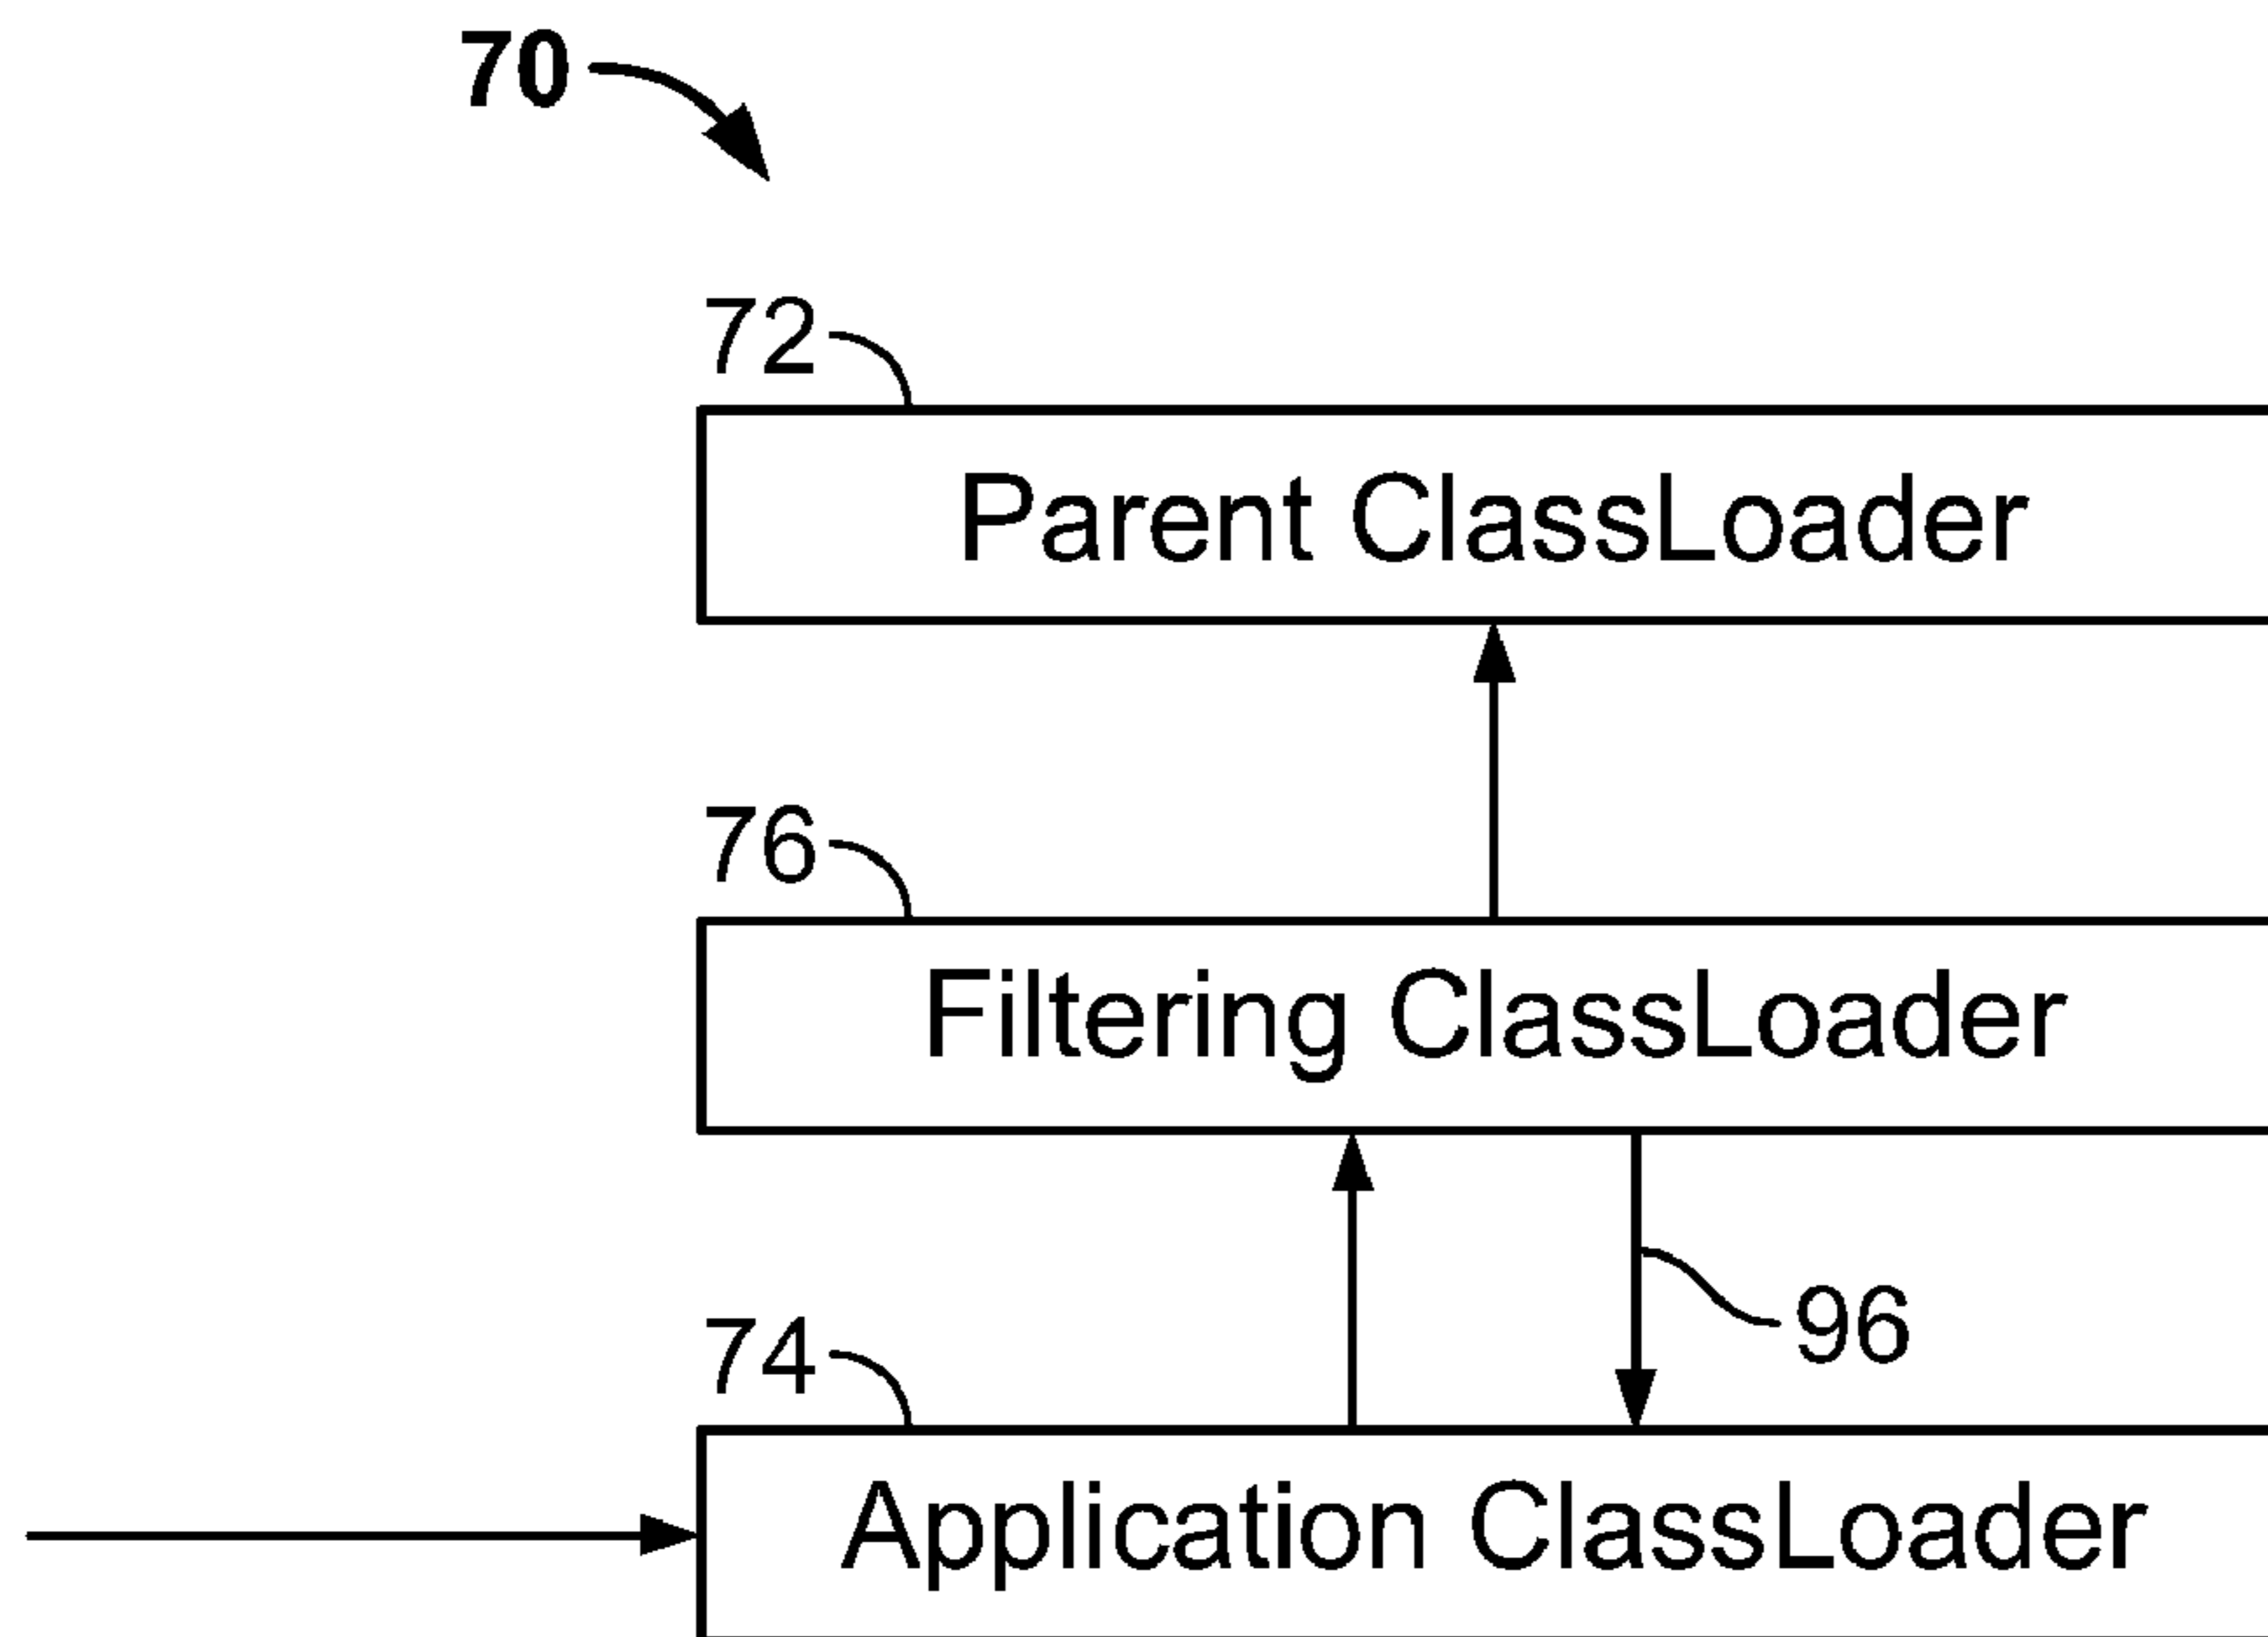 70
72
Parent ClassLoader
76
Filtering ClassLoader
96
74
Application ClassLoader